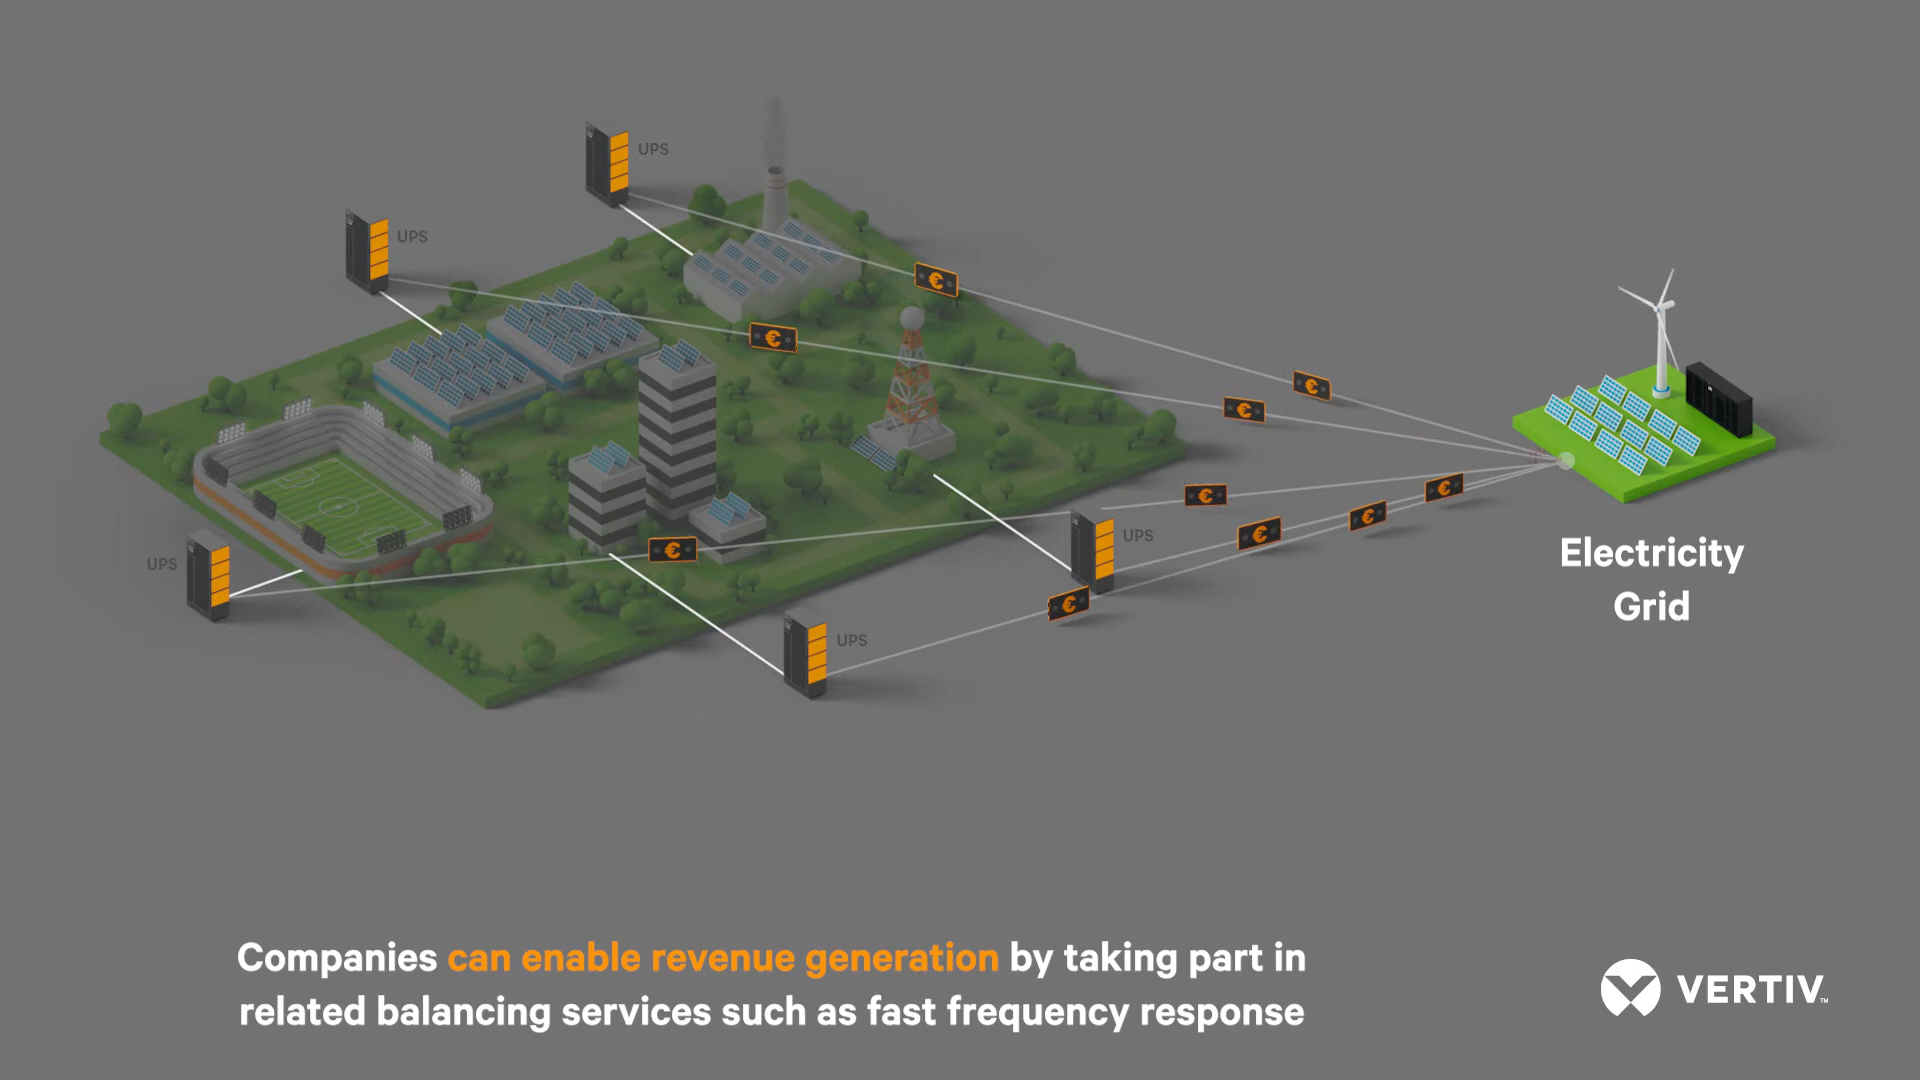 UPS
UPS
€
€
€
€
€
€
€
€
€
€
UPS
UPS
UPS
Electricity
Grid
Companies can enable revenue generation by taking part in
related balancing services such as fast frequency response
VERTIV™